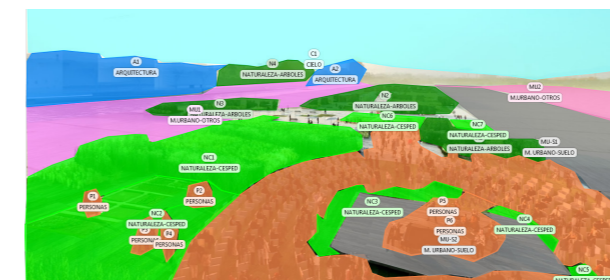 C1
CIELO
A1
ARQUITECTURA
N4
NATURALEZA-ARBOLES
A2
ARQUITECTURA
MU2
M.URBANO-OTROS
N3
NATURALEZA-ARBOLES
MU1
M.URBANO-OTROS
N2
NATURALEZA-ARBOLES
NC6
NATURALEZA-CESPED
NC7
NATURALEZA-CESPED
NATURALEZA-ARBOLES
MU-S1
M. URBANO-SUELO
NC1
NATURALEZA-CESPED
P1
PERSONAS
P2
PERSONAS
NC2
NATURALEZA-CESPED
PERSONAS
P4
PERSONAS
NC3
NATURALEZA-CESPED
P5
PERSONAS
P6
PERSONAS
MU-S2
M. URBANO-SUELO
NC4
NATURALEZA-CESPED
NC5